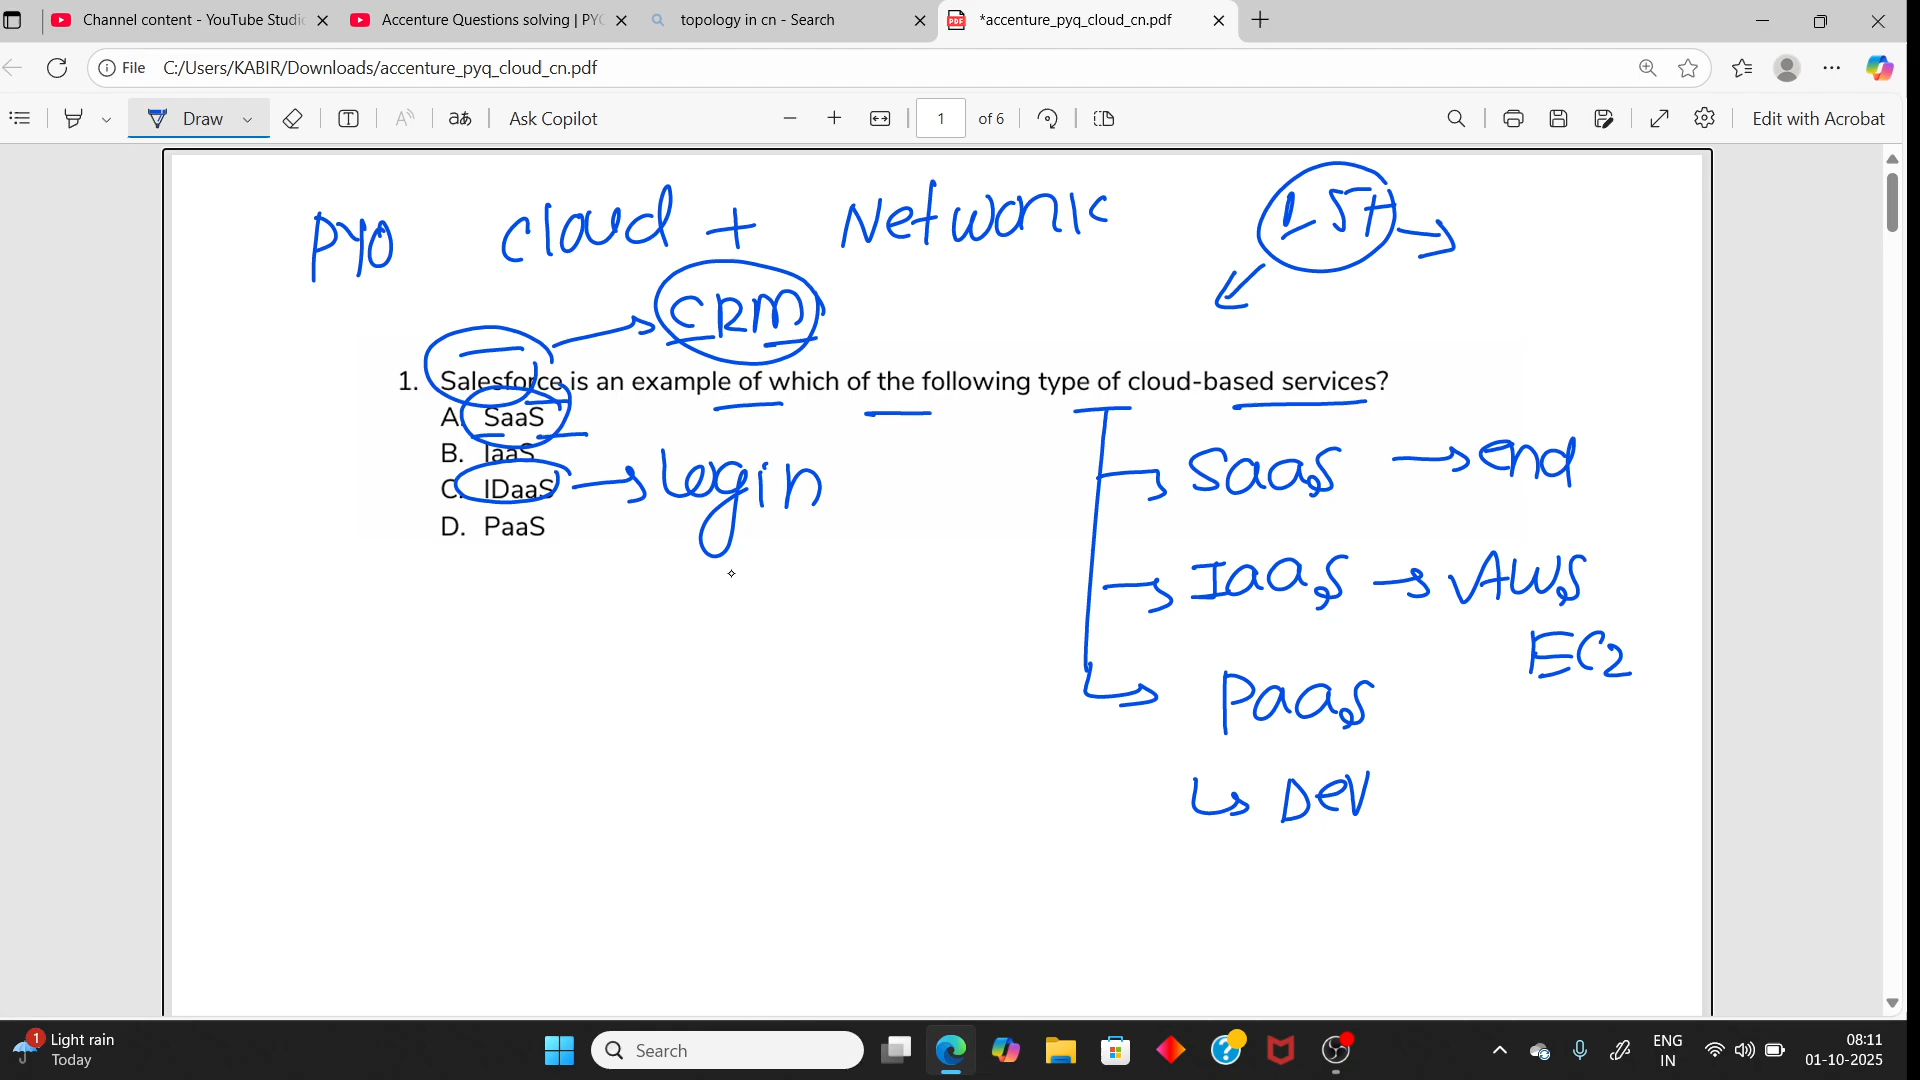 Channel content - YouTube Studio
Accenture Questions solving | PYQ
topology in cn - Search
*accenture_pyq_cloud_cn.pdf
File C:/Users/KABIR/Downloads/accenture_pyq_cloud_cn.pdf
Draw
Ask Copilot
1 of 6
Edit with Acrobat
PYQ Cloud + Network
CRM
1. Salesforce is an example of which of the following type of cloud-based services?
A. SaaS
B. IaaS
C. IDaaS → Login
D. PaaS
SaaS → end
IaaS → AWS
EC2
PaaS
↳ Dev
1 Light rain
Today
Search
ENG
IN
08:11
01-10-2025